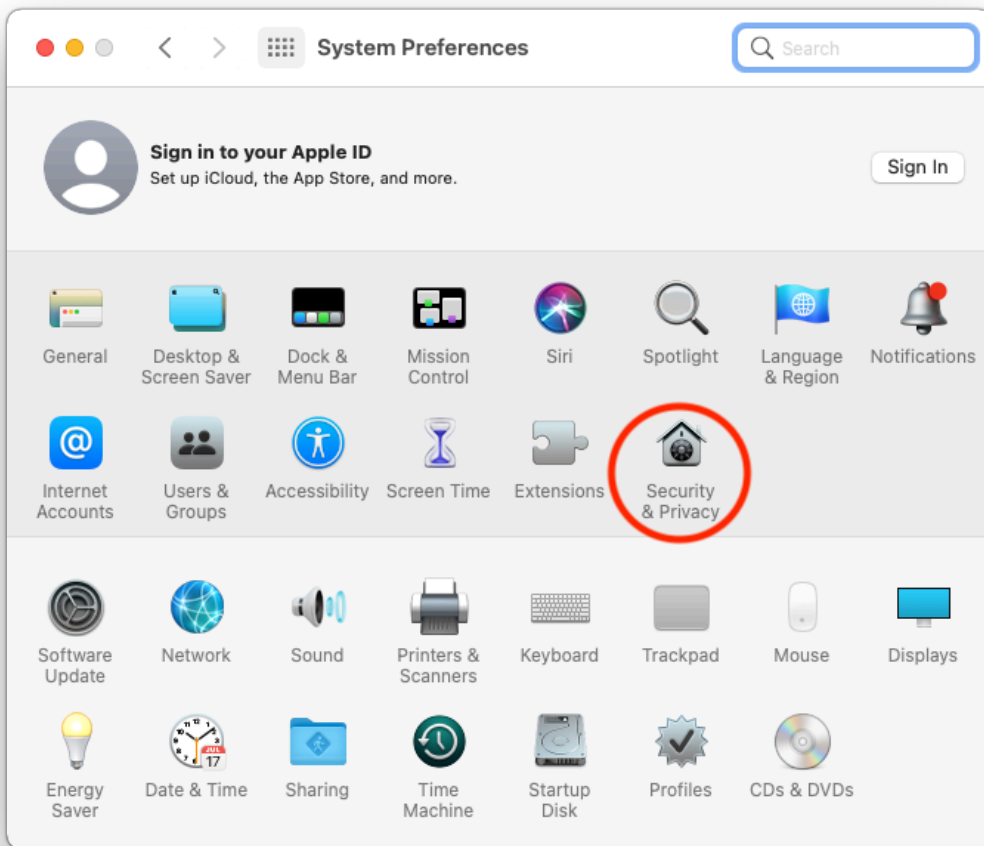 System Preferences
Search
Sign in to your Apple ID
Set up iCloud, the App Store, and more.
Sign In
General
Desktop &
Screen Saver
Dock &
Menu Bar
Mission
Control
Siri
Spotlight
Language
& Region
Notifications
@
Internet
Accounts
Users &
Groups
Accessibility
Screen Time
Extensions
Security
& Privacy
Software
Update
Network
Sound
Printers &
Scanners
Keyboard
Trackpad
Mouse
Displays
Energy
Saver
JUL
17
Date & Time
Sharing
Time
Machine
Startup
Disk
Profiles
CDs & DVDs